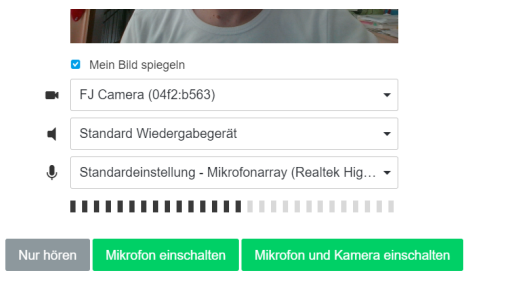 Mein Bild spiegeln
FJ Camera (04f2:b563)
Standard Wiedergabegerät
Standardeinstellung - Mikrofonarray (Realtek Hig...
Nur hören
Mikrofon einschalten
Mikrofon und Kamera einschalten